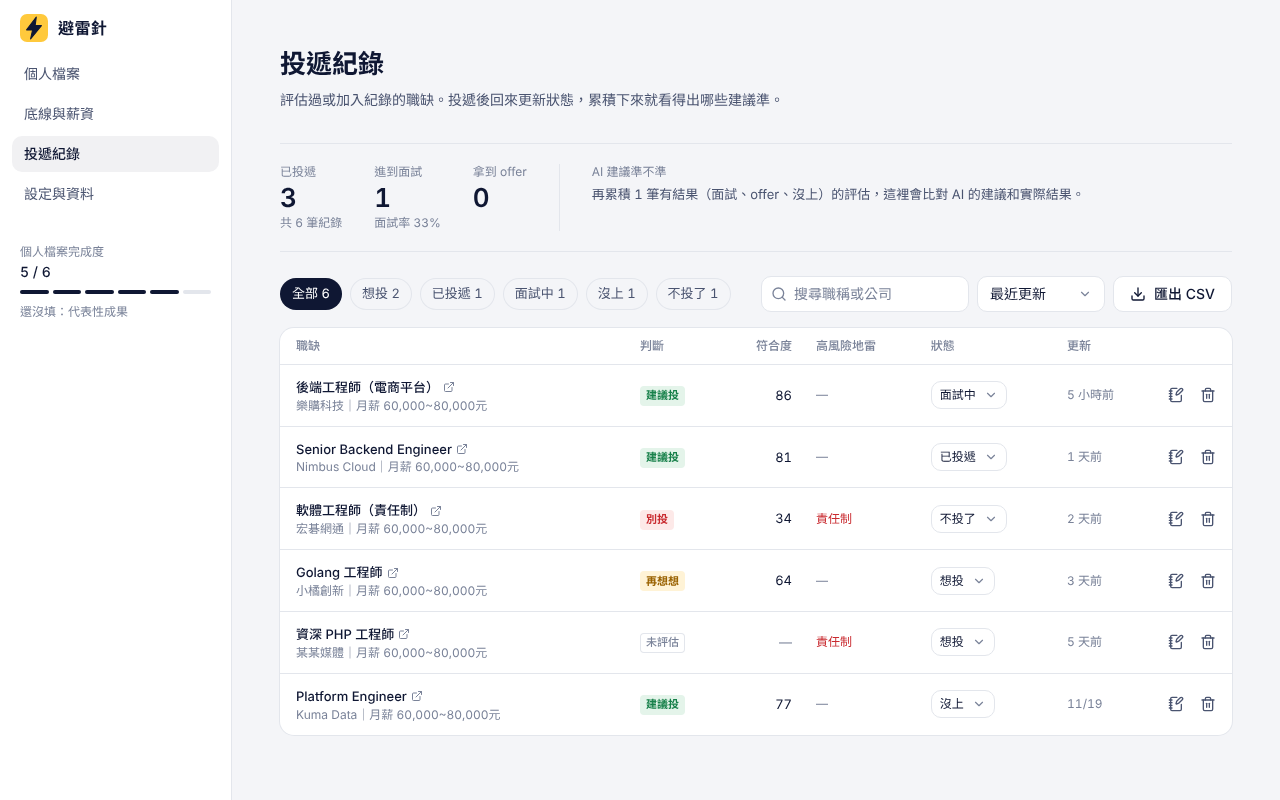 避雷針
個人檔案
底線與薪資
投遞紀錄
設定與資料
個人檔案完成度
5 / 6
還沒填：代表性成果
投遞紀錄
評估過或加入紀錄的職缺。投遞後回來更新狀態，累積下來就看得出哪些建議準。
已投遞
3
共 6 筆紀錄
進到面試
1
面試率 33%
拿到 offer
0
AI 建議準不準
再累積 1 筆有結果（面試、offer、沒上）的評估，這裡會比對 AI 的建議和實際結果。
全部 6 想投 2 已投遞 1 面試中 1 沒上 1 不投了 1 搜尋職稱或公司 最近更新 匯出 CSV
職缺 判斷 符合度 高風險地雷 狀態 更新
後端工程師（電商平台） 建議投 86 — 面試中 5 小時前
樂購科技｜月薪 60,000~80,000元
Senior Backend Engineer 建議投 81 — 已投遞 1 天前
Nimbus Cloud｜月薪 60,000~80,000元
軟體工程師（責任制） 別投 34 責任制 不投了 2 天前
宏碁網通｜月薪 60,000~80,000元
Golang 工程師 再想想 64 — 想投 3 天前
小橘創新｜月薪 60,000~80,000元
資深 PHP 工程師 未評估 — 責任制 想投 5 天前
某某媒體｜月薪 60,000~80,000元
Platform Engineer 建議投 77 — 沒上 11/19
Kuma Data｜月薪 60,000~80,000元